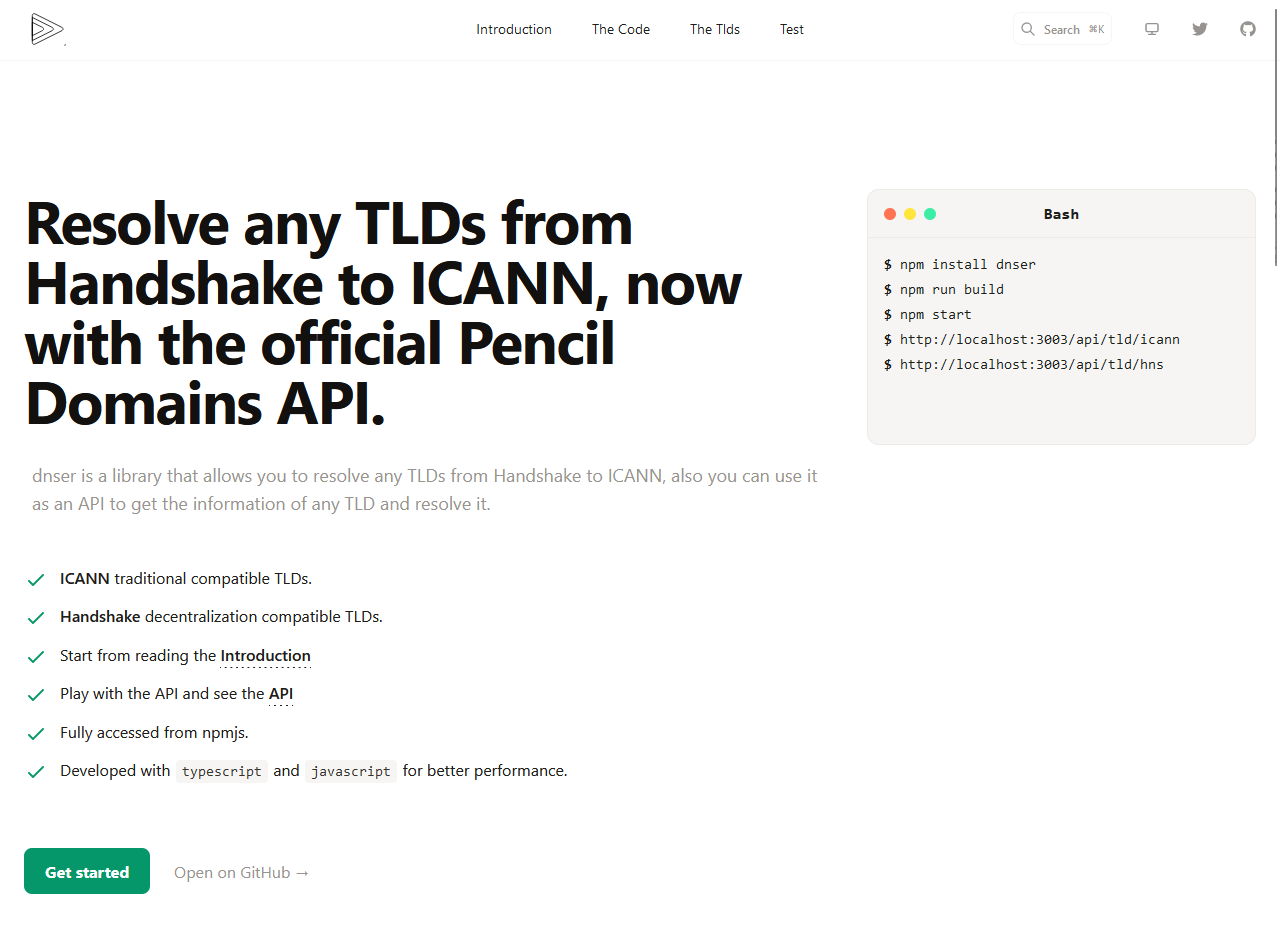 Introduction
The Code
The Tlds
Test
Search ⌘K
Resolve any TLDs from
Handshake to ICANN, now
with the official Pencil
Domains API.
dnser is a library that allows you to resolve any TLDs from Handshake to ICANN, also you can use it
as an API to get the information of any TLD and resolve it.
ICANN traditional compatible TLDs.
Handshake decentralization compatible TLDs.
Start from reading the Introduction
Play with the API and see the API
Fully accessed from npmjs.
Developed with typescript and javascript for better performance.
Get started
Open on GitHub →
Bash
$ npm install dnser
$ npm run build
$ npm start
$ http://localhost:3003/api/tld/icann
$ http://localhost:3003/api/tld/hns